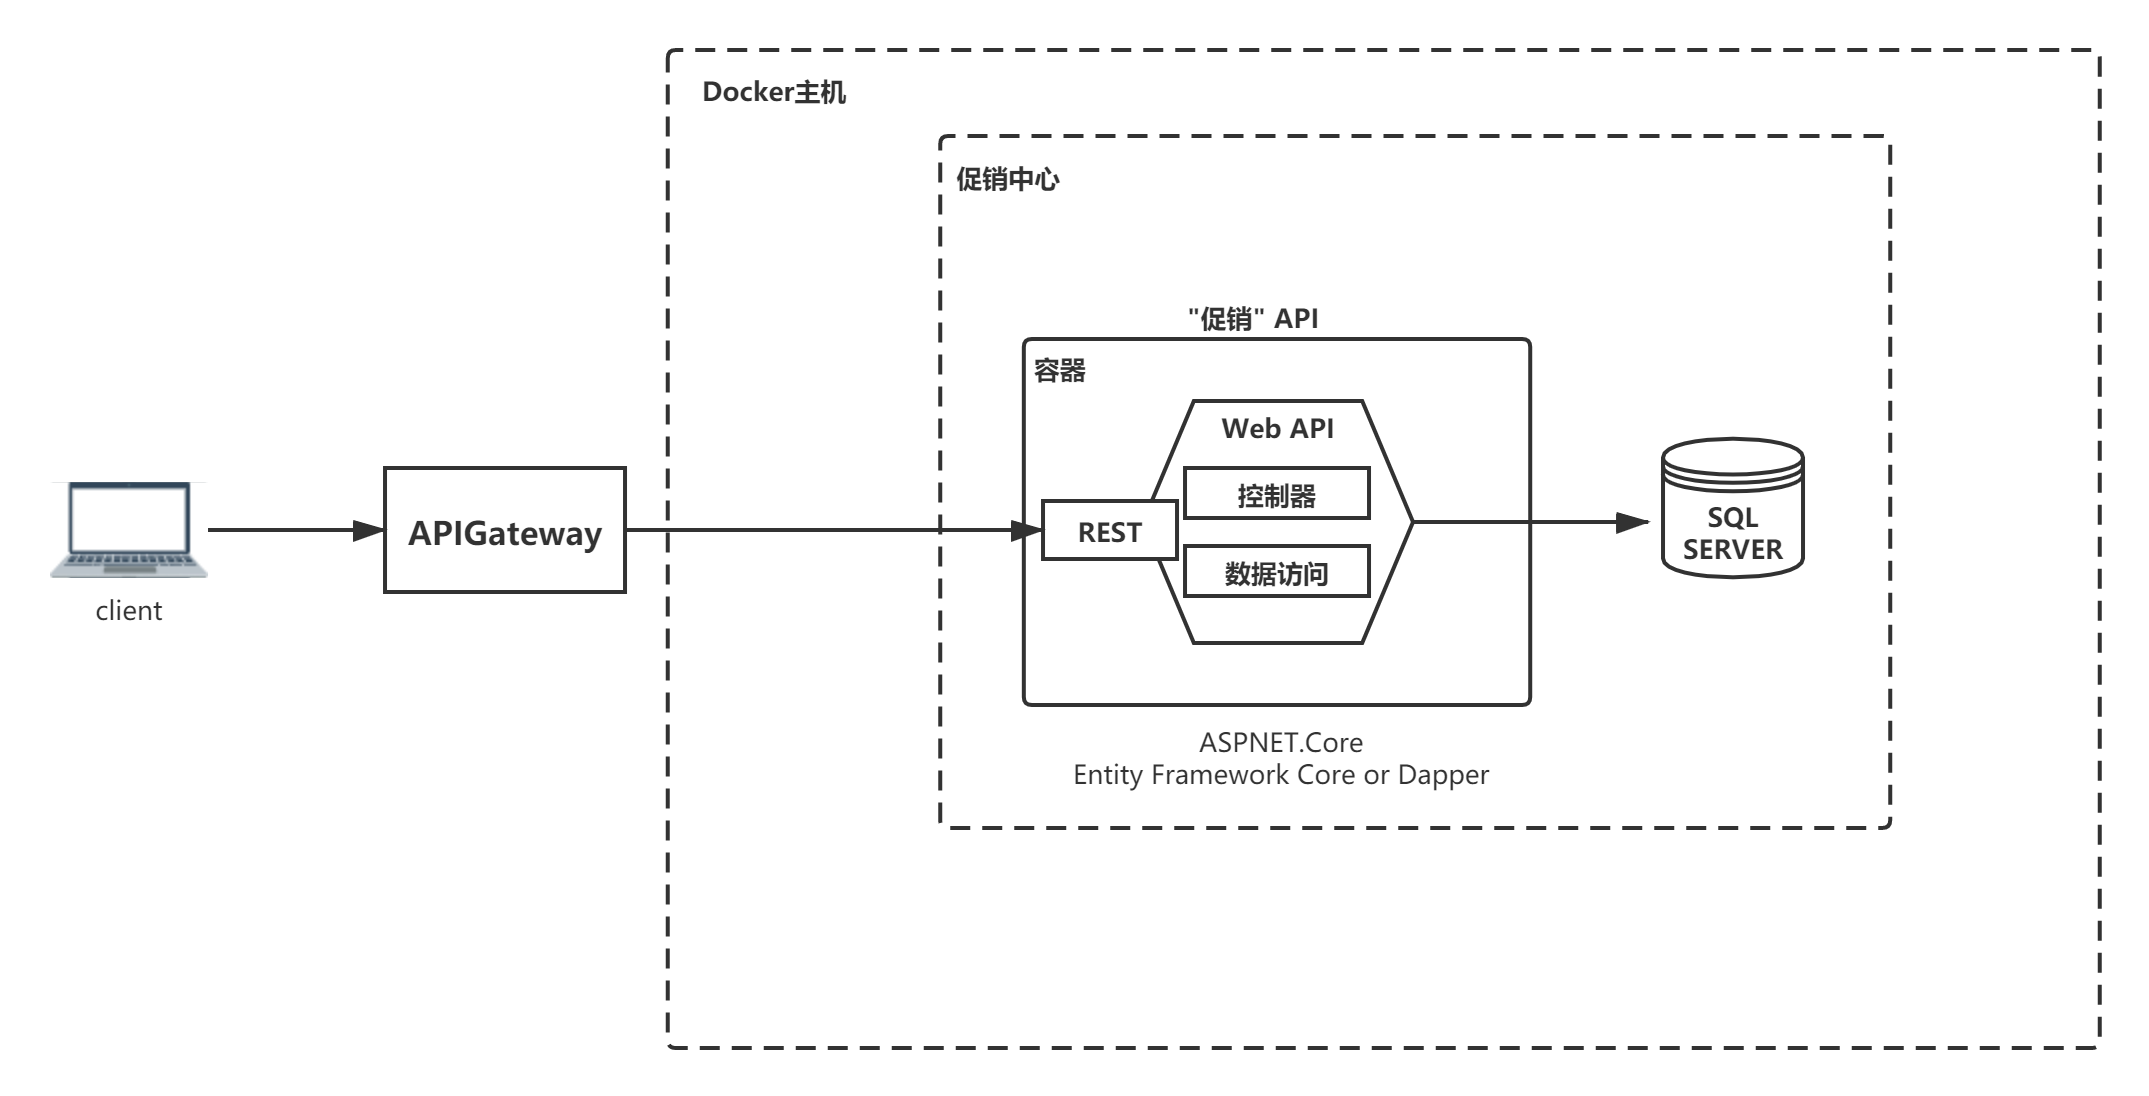 Docker主机
促销中心
"促销" API
容器
Web API
控制器
REST
数据访问
APIGateway
client
SQL
SERVER
ASPNET.Core
Entity Framework Core or Dapper